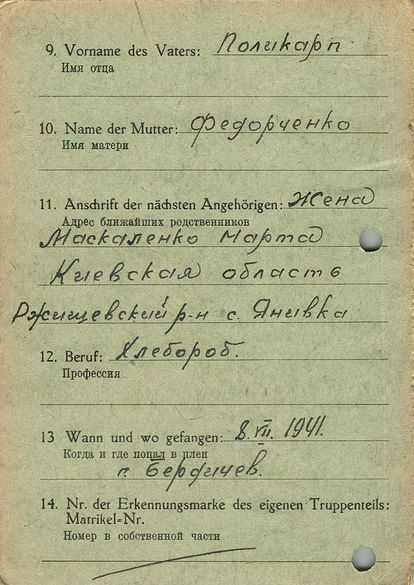 9. Vorname des Vaters: Поликарп
Имя отца
10. Name der Mutter: Федорченко
Имя матери
11. Anschrift der nächsten Angehörigen: Жена
Адрес ближайших родственников
Маскаленко Марта
Киевская область
Ржищевский р-н с. Янивка
12. Beruf: Хлебороб.
Профессия
13 Wann und wo gefangen: 8. VII. 1941.
Когда и где попал в плен
г. Бердичев.
14. Nr. der Erkennungsmarke des eigenen Truppenteils:
Matrikel-Nr.
Номер в собственной части